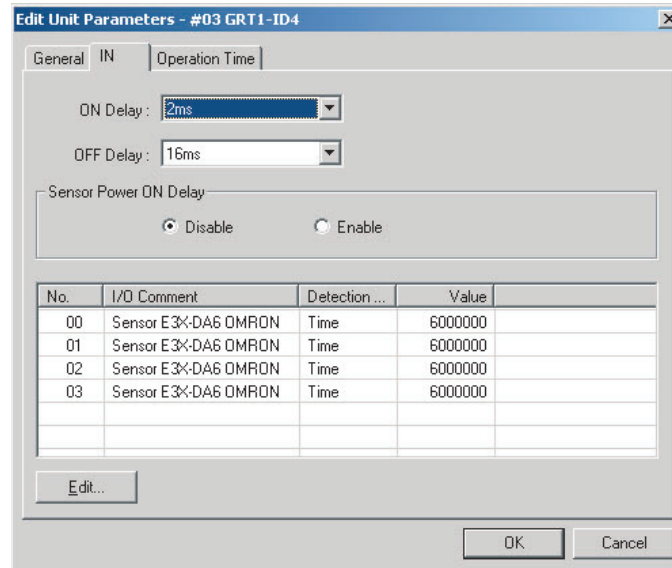 Edit Unit Parameters - #03 GRT1-ID4
General IN Operation Time
ON Delay : 2ms
OFF Delay : 16ms
Sensor Power ON Delay
Disable Enable
No. I/O Comment Detection ... Value
00 Sensor E3X-DA6 OMRON Time 6000000
01 Sensor E3X-DA6 OMRON Time 6000000
02 Sensor E3X-DA6 OMRON Time 6000000
03 Sensor E3X-DA6 OMRON Time 6000000
Edit...
OK Cancel